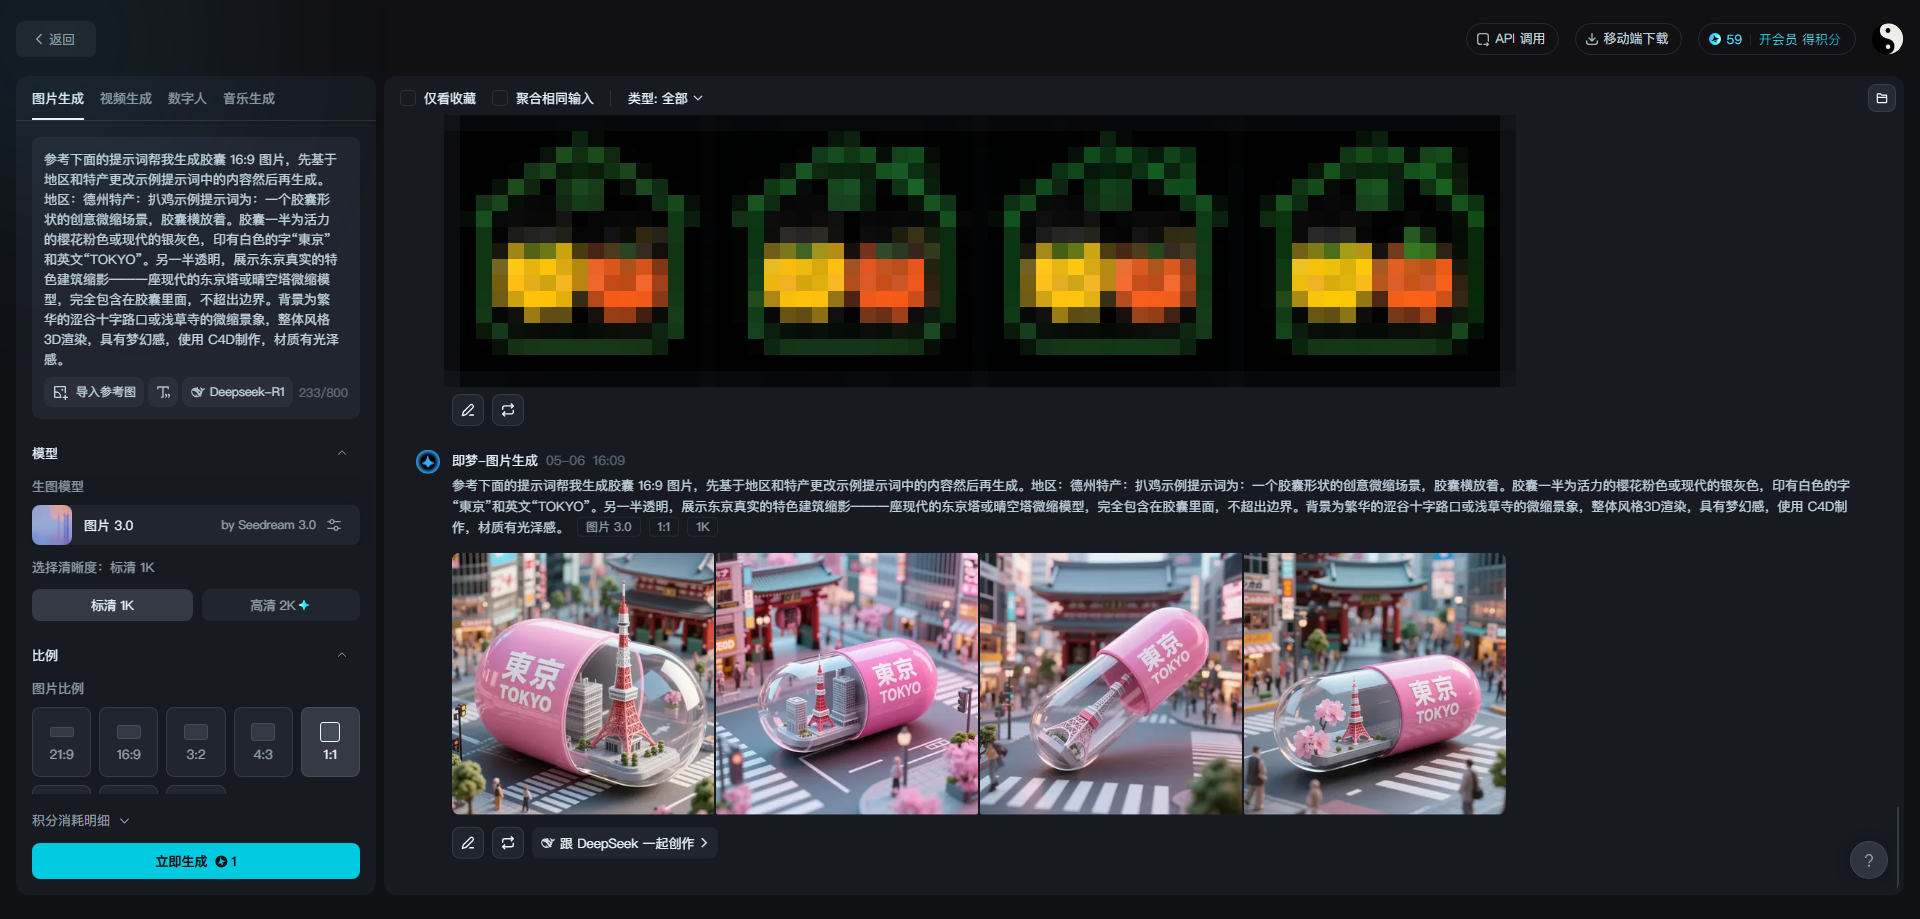 返回
API 调用
移动端下载
59
开会员 得积分
图片生成
视频生成
数字人
音乐生成
参考下面的提示词帮我生成胶囊 16:9 图片，先基于
地区和特产更改示例提示词中的内容然后再生成。
地区：德州特产：扒鸡示例提示词为：一个胶囊形
状的创意微缩场景，胶囊横放着。胶囊一半为活力
的樱花粉色或现代的银灰色，印有白色的字“東京”
和英文“TOKYO”。另一半透明，展示东京真实的特
色建筑缩影———一座现代的东京塔或晴空塔微缩模
型，完全包含在胶囊里面，不超出边界。背景为繁
华的涩谷十字路口或浅草寺的微缩景象，整体风格
3D渲染，具有梦幻感，使用 C4D制作，材质有光泽
感。
导入参考图
Deepseek-R1
233/800
模型
生图模型
图片 3.0
by Seedream 3.0
选择清晰度：标清 1K
标清 1K
高清 2K
比例
图片比例
21:9
16:9
3:2
4:3
1:1
积分消耗明细
立即生成 1
仅看收藏
聚合相同输入
类型: 全部
即梦-图片生成 05-06 16:09
参考下面的提示词帮我生成胶囊 16:9 图片，先基于地区和特产更改示例提示词中的内容然后再生成。地区：德州特产：扒鸡示例提示词为：一个胶囊形状的创意微缩场景，胶囊横放着。胶囊一半为活力的樱花粉色或现代的银灰色，印有白色的字
“東京”和英文“TOKYO”。另一半透明，展示东京真实的特色建筑缩影———一座现代的东京塔或晴空塔微缩模型，完全包含在胶囊里面，不超出边界。背景为繁华的涩谷十字路口或浅草寺的微缩景象，整体风格3D渲染，具有梦幻感，使用 C4D制
作，材质有光泽感。 图片 3.0 1:1 1K
東京
TOKYO
東京
TOKYO
東京
TOKYO
東京
TOKYO
跟 DeepSeek 一起创作
?